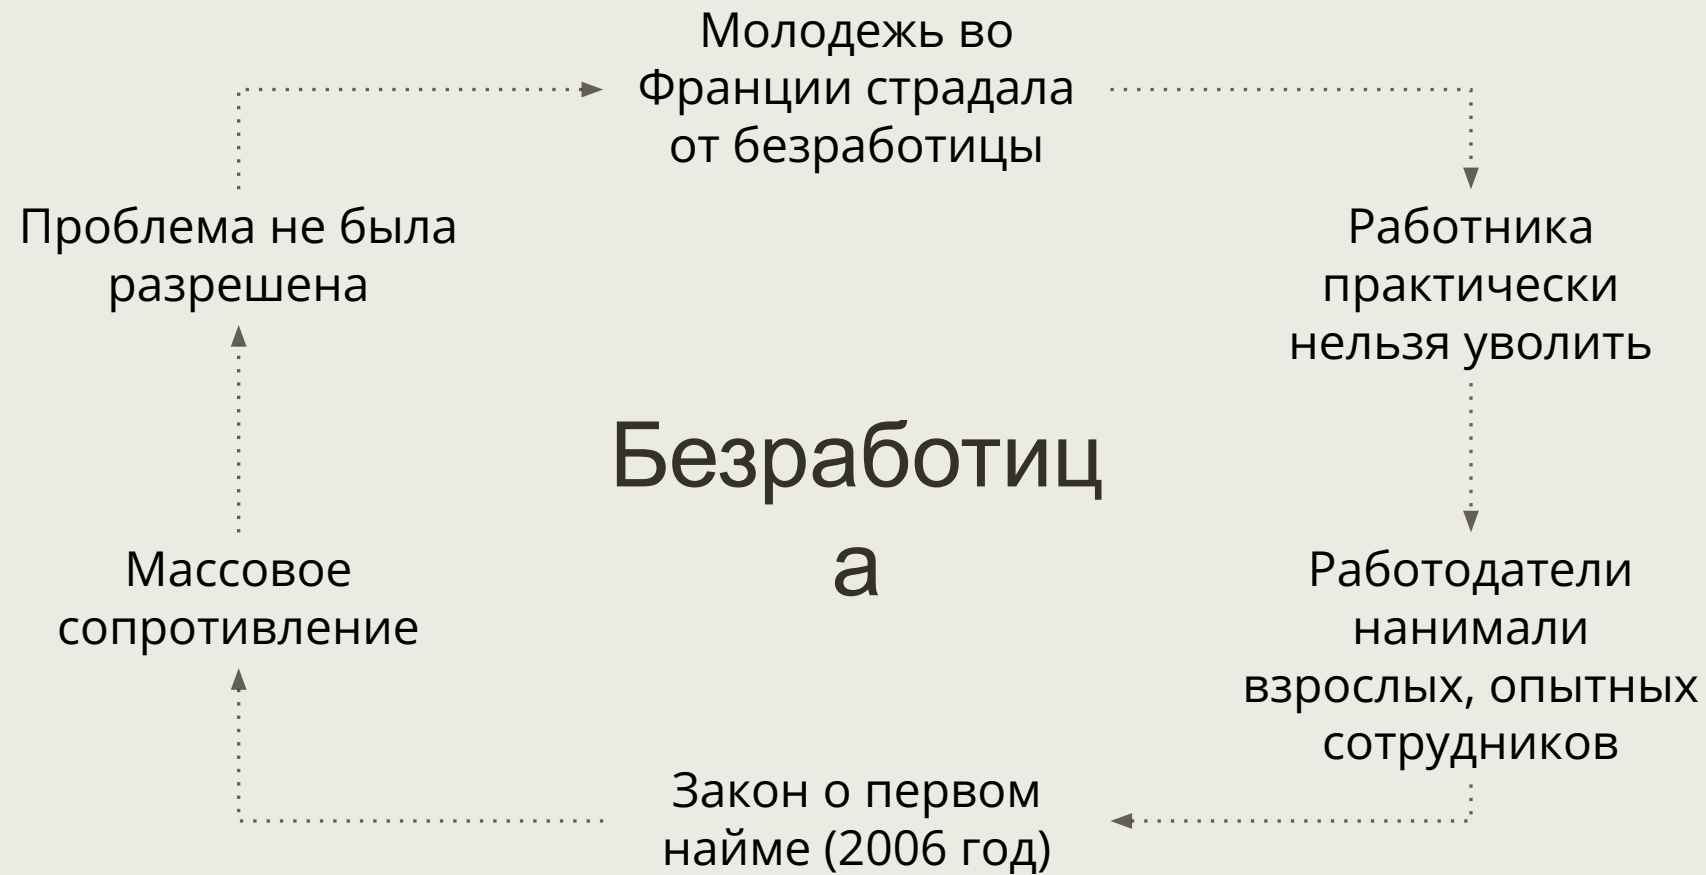 Молодежь во
Франции страдала
от безработицы
Работника
практически
нельзя уволить
Работодатели
нанимали
взрослых, опытных
сотрудников
Закон о первом
найме (2006 год)
Массовое
сопротивление
Проблема не была
разрешена
Безработиц
а